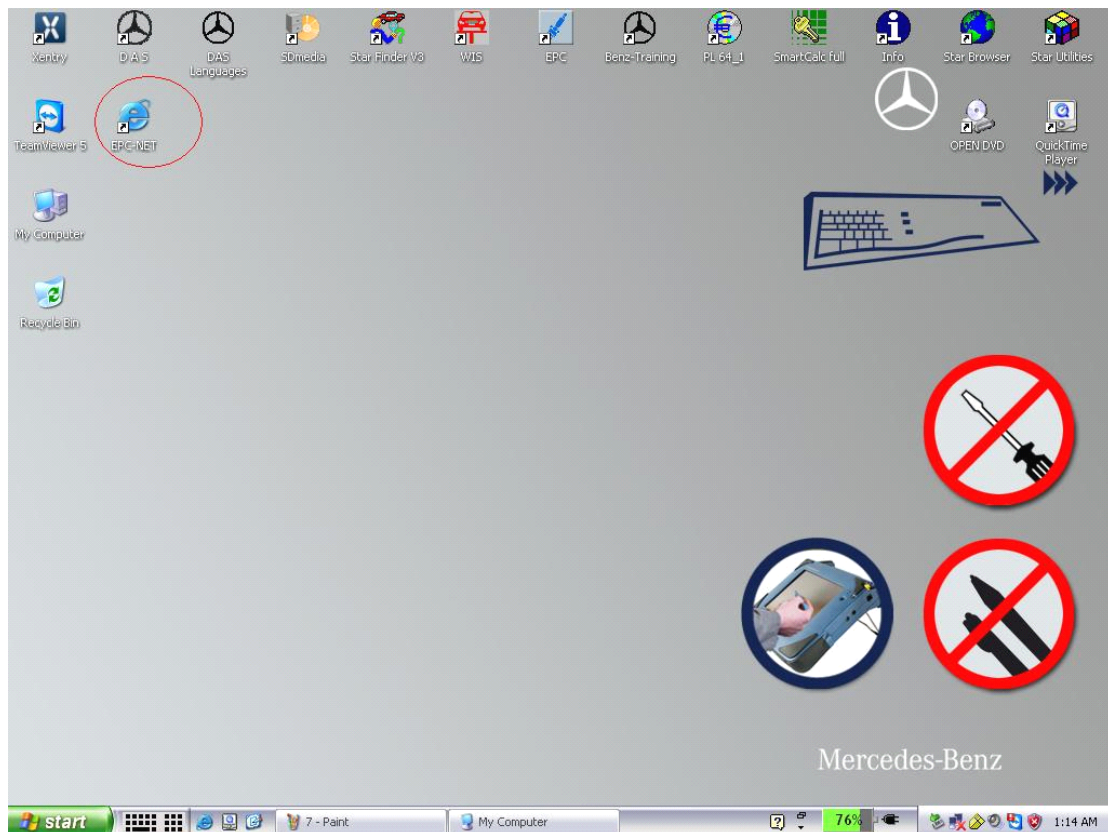 Xentry
D A S
DAS
Languages
SDmedia
Star Finder V3
WIS
EPC
Benz-Training
PL 64_1
SmartCalc full
Info
Star Browser
Star Utilities
TeamViewer 5
EPC-NET
OPEN DVD
QuickTime
Player
My Computer
Recycle Bin
Mercedes-Benz
start
7 - Paint
My Computer
76%
1:14 AM